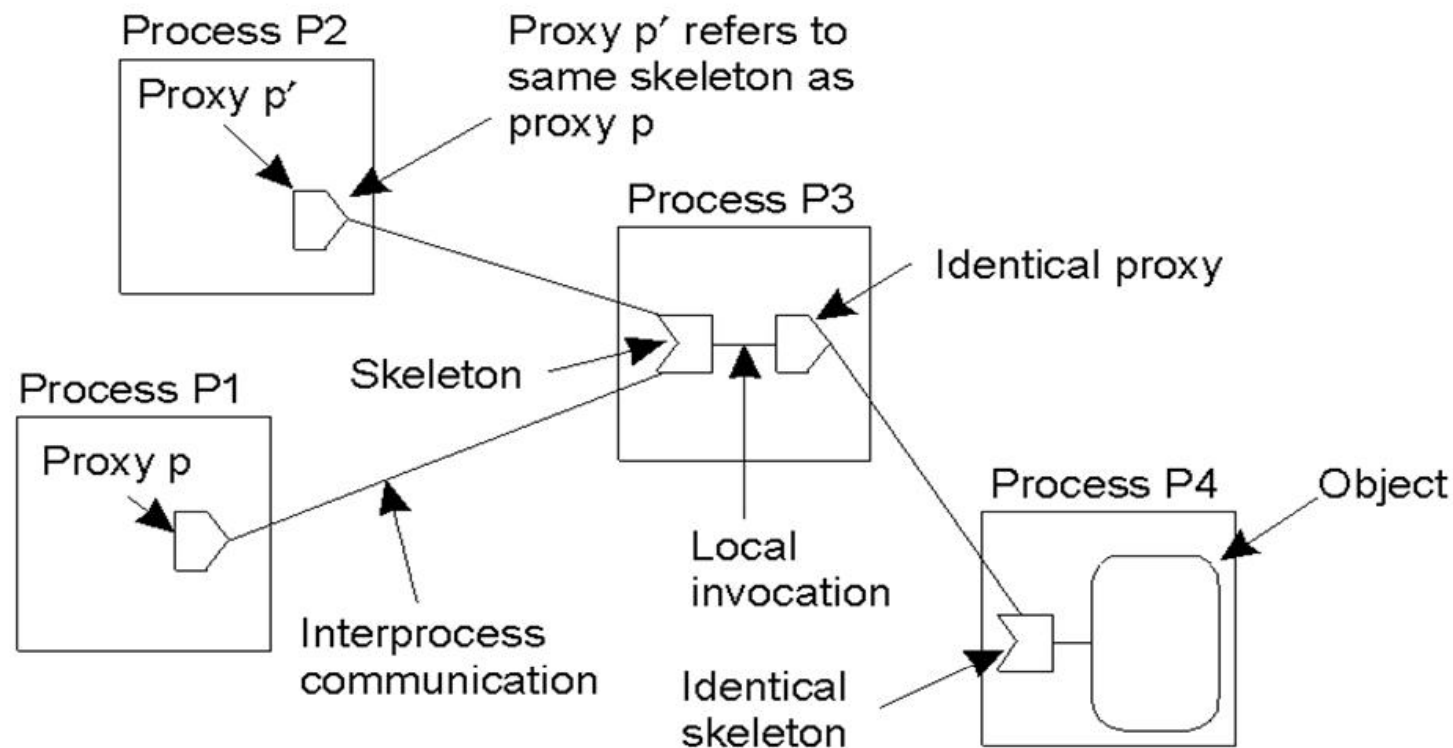 Process P2
Proxy p′ refers to
same skeleton as
proxy p
Proxy p′
Process P3
Identical proxy
Skeleton
Process P1
Proxy p
Process P4
Object
Local
invocation
Interprocess
communication
Identical
skeleton